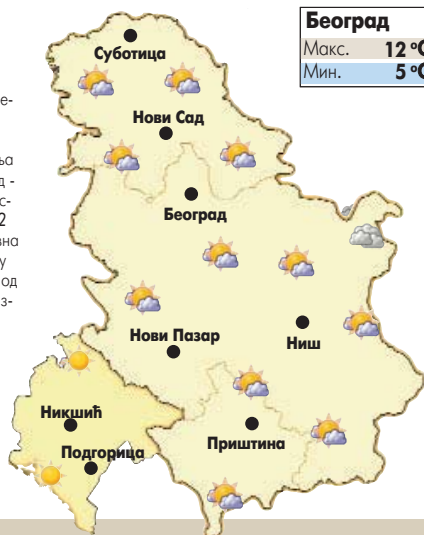 Београд
Макс. 12 °C
Мин. 5 °C
Суботица
Нови Сад
Београд
Нови Пазар
Ниш
Никшић
Подгорица
Приштина